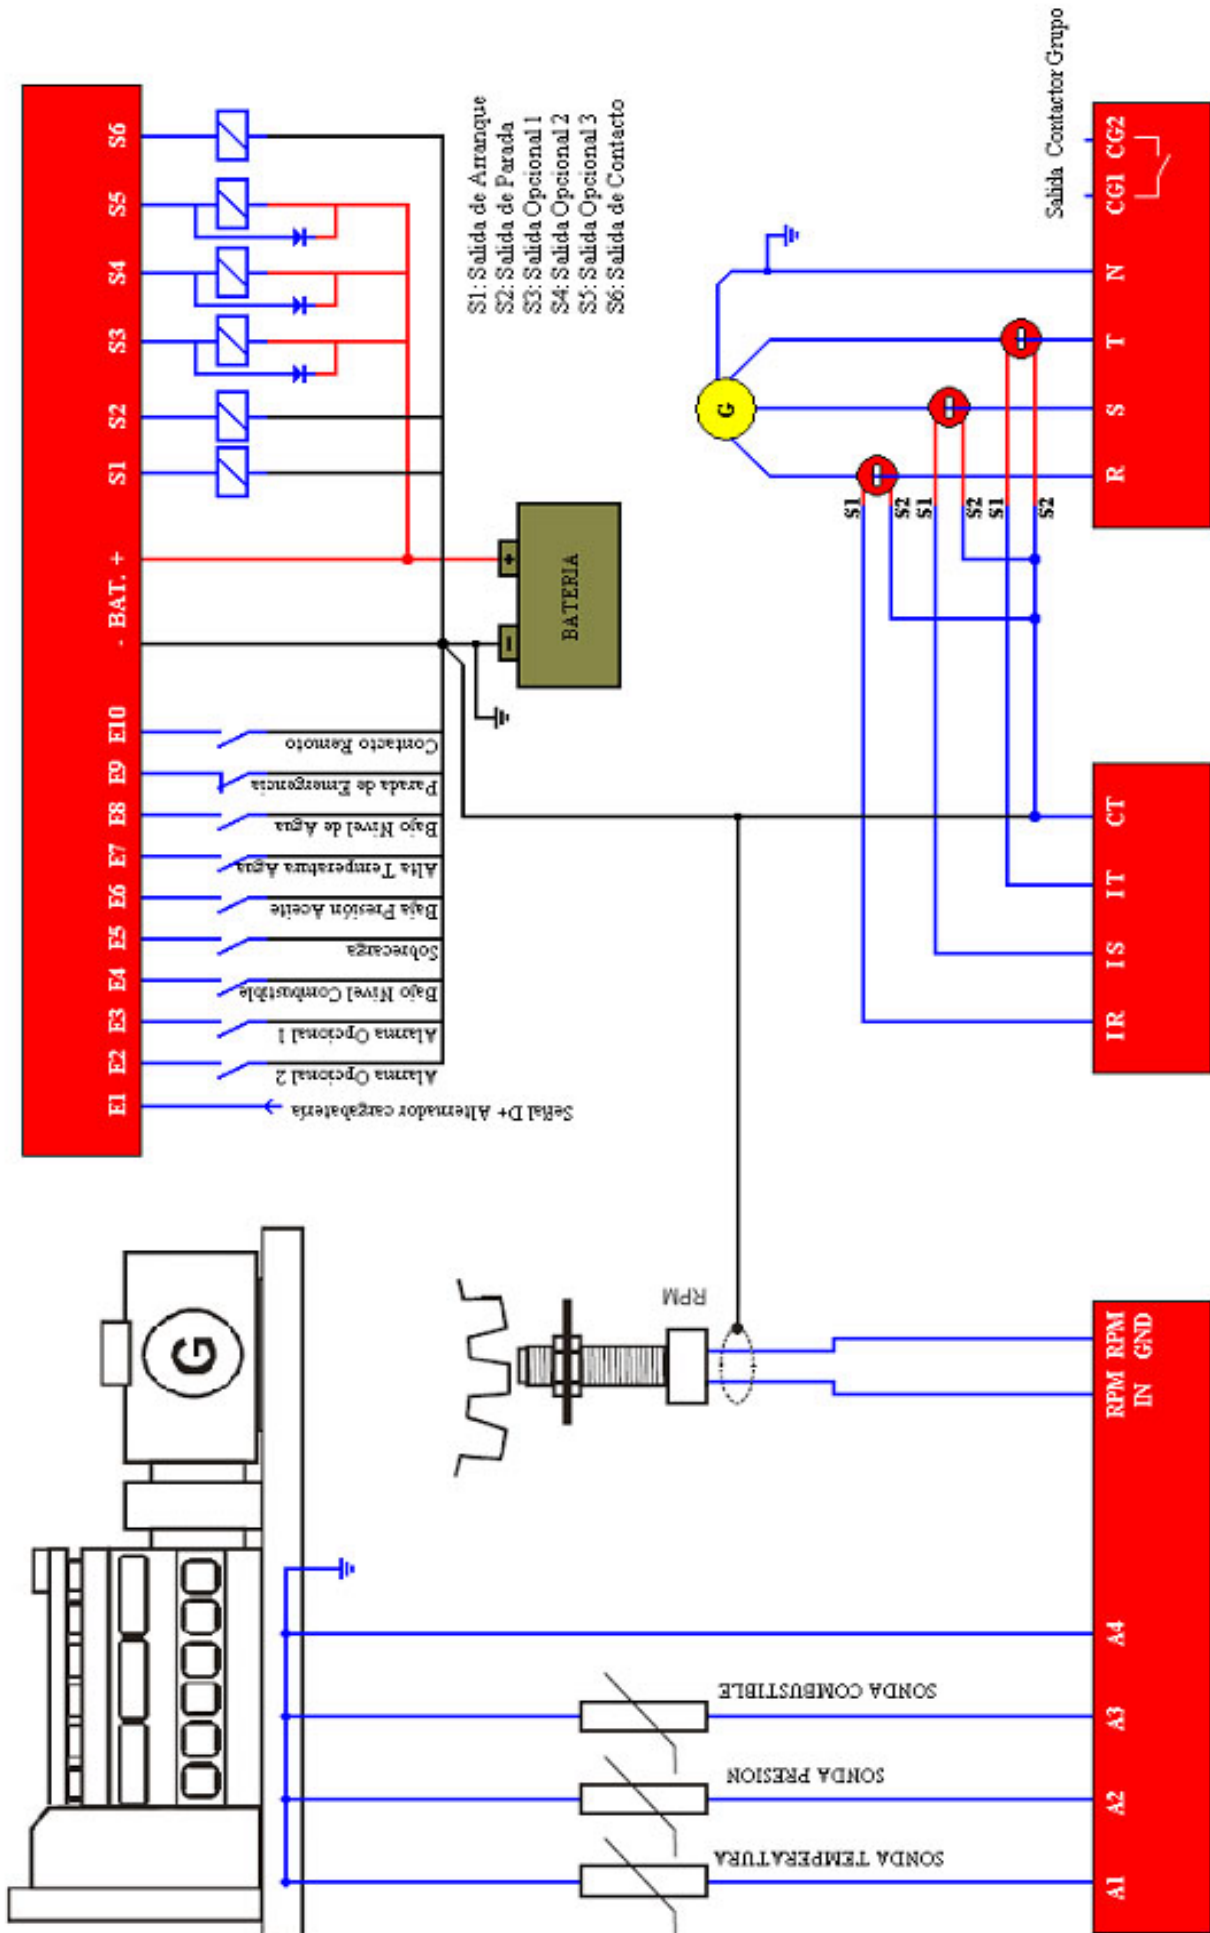 S6
S5
S4
S3
S2
S1
- BAT. +
E10
E9
E8
E7
E6
E5
E4
E3
E2
E1
S1: Salida de Arranque
S2: Salida de Parada
S3: Salida Opcional 1
S4: Salida Opcional 2
S5: Salida Opcional 3
S6: Salida de Contacto
BATERIA
+
-
Contacto Remoto
Parada de Emergencia
Bajo Nivel de Agua
Alta Temperatura Agua
Baja Presión Aceite
Sobrecarga
Bajo Nivel Combustible
Alarma Opcional 1
Alarma Opcional 2
Señal D+ Alternador cargabatería
Salida Contactor Grupo
CG1 CG2
N
T
S
R
G
S1
S2
S1
S2
S1
S2
CT
IT
IS
IR
G
RPM
RPM IN
RPM GND
A4
A3
A2
A1
SONDA COMBUSTIBLE
SONDA PRESION
SONDA TEMPERATURA